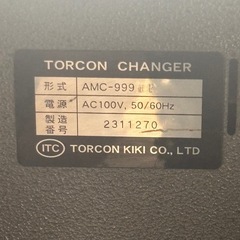 TORCON CHANGER
形式 AMC-999
電源 AC100V, 50/60Hz
製造番号 2311270
ITC TORCON KIKI CO., LTD